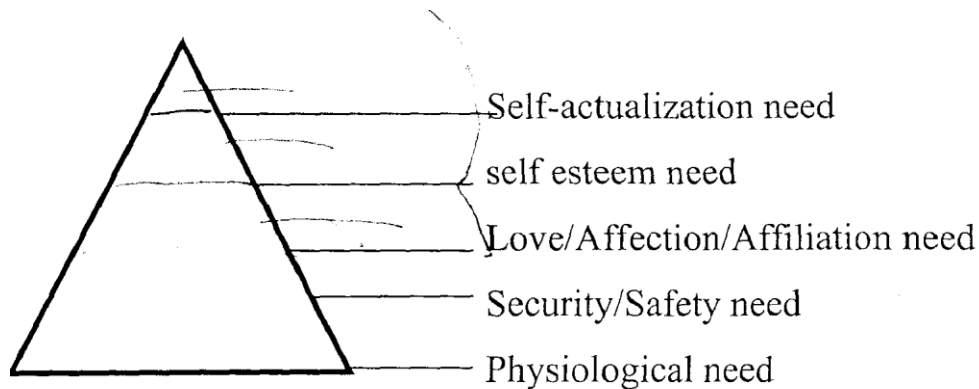 Self-actualization need
self esteem need
Love/Affection/Affiliation need
Security/Safety need
Physiological need